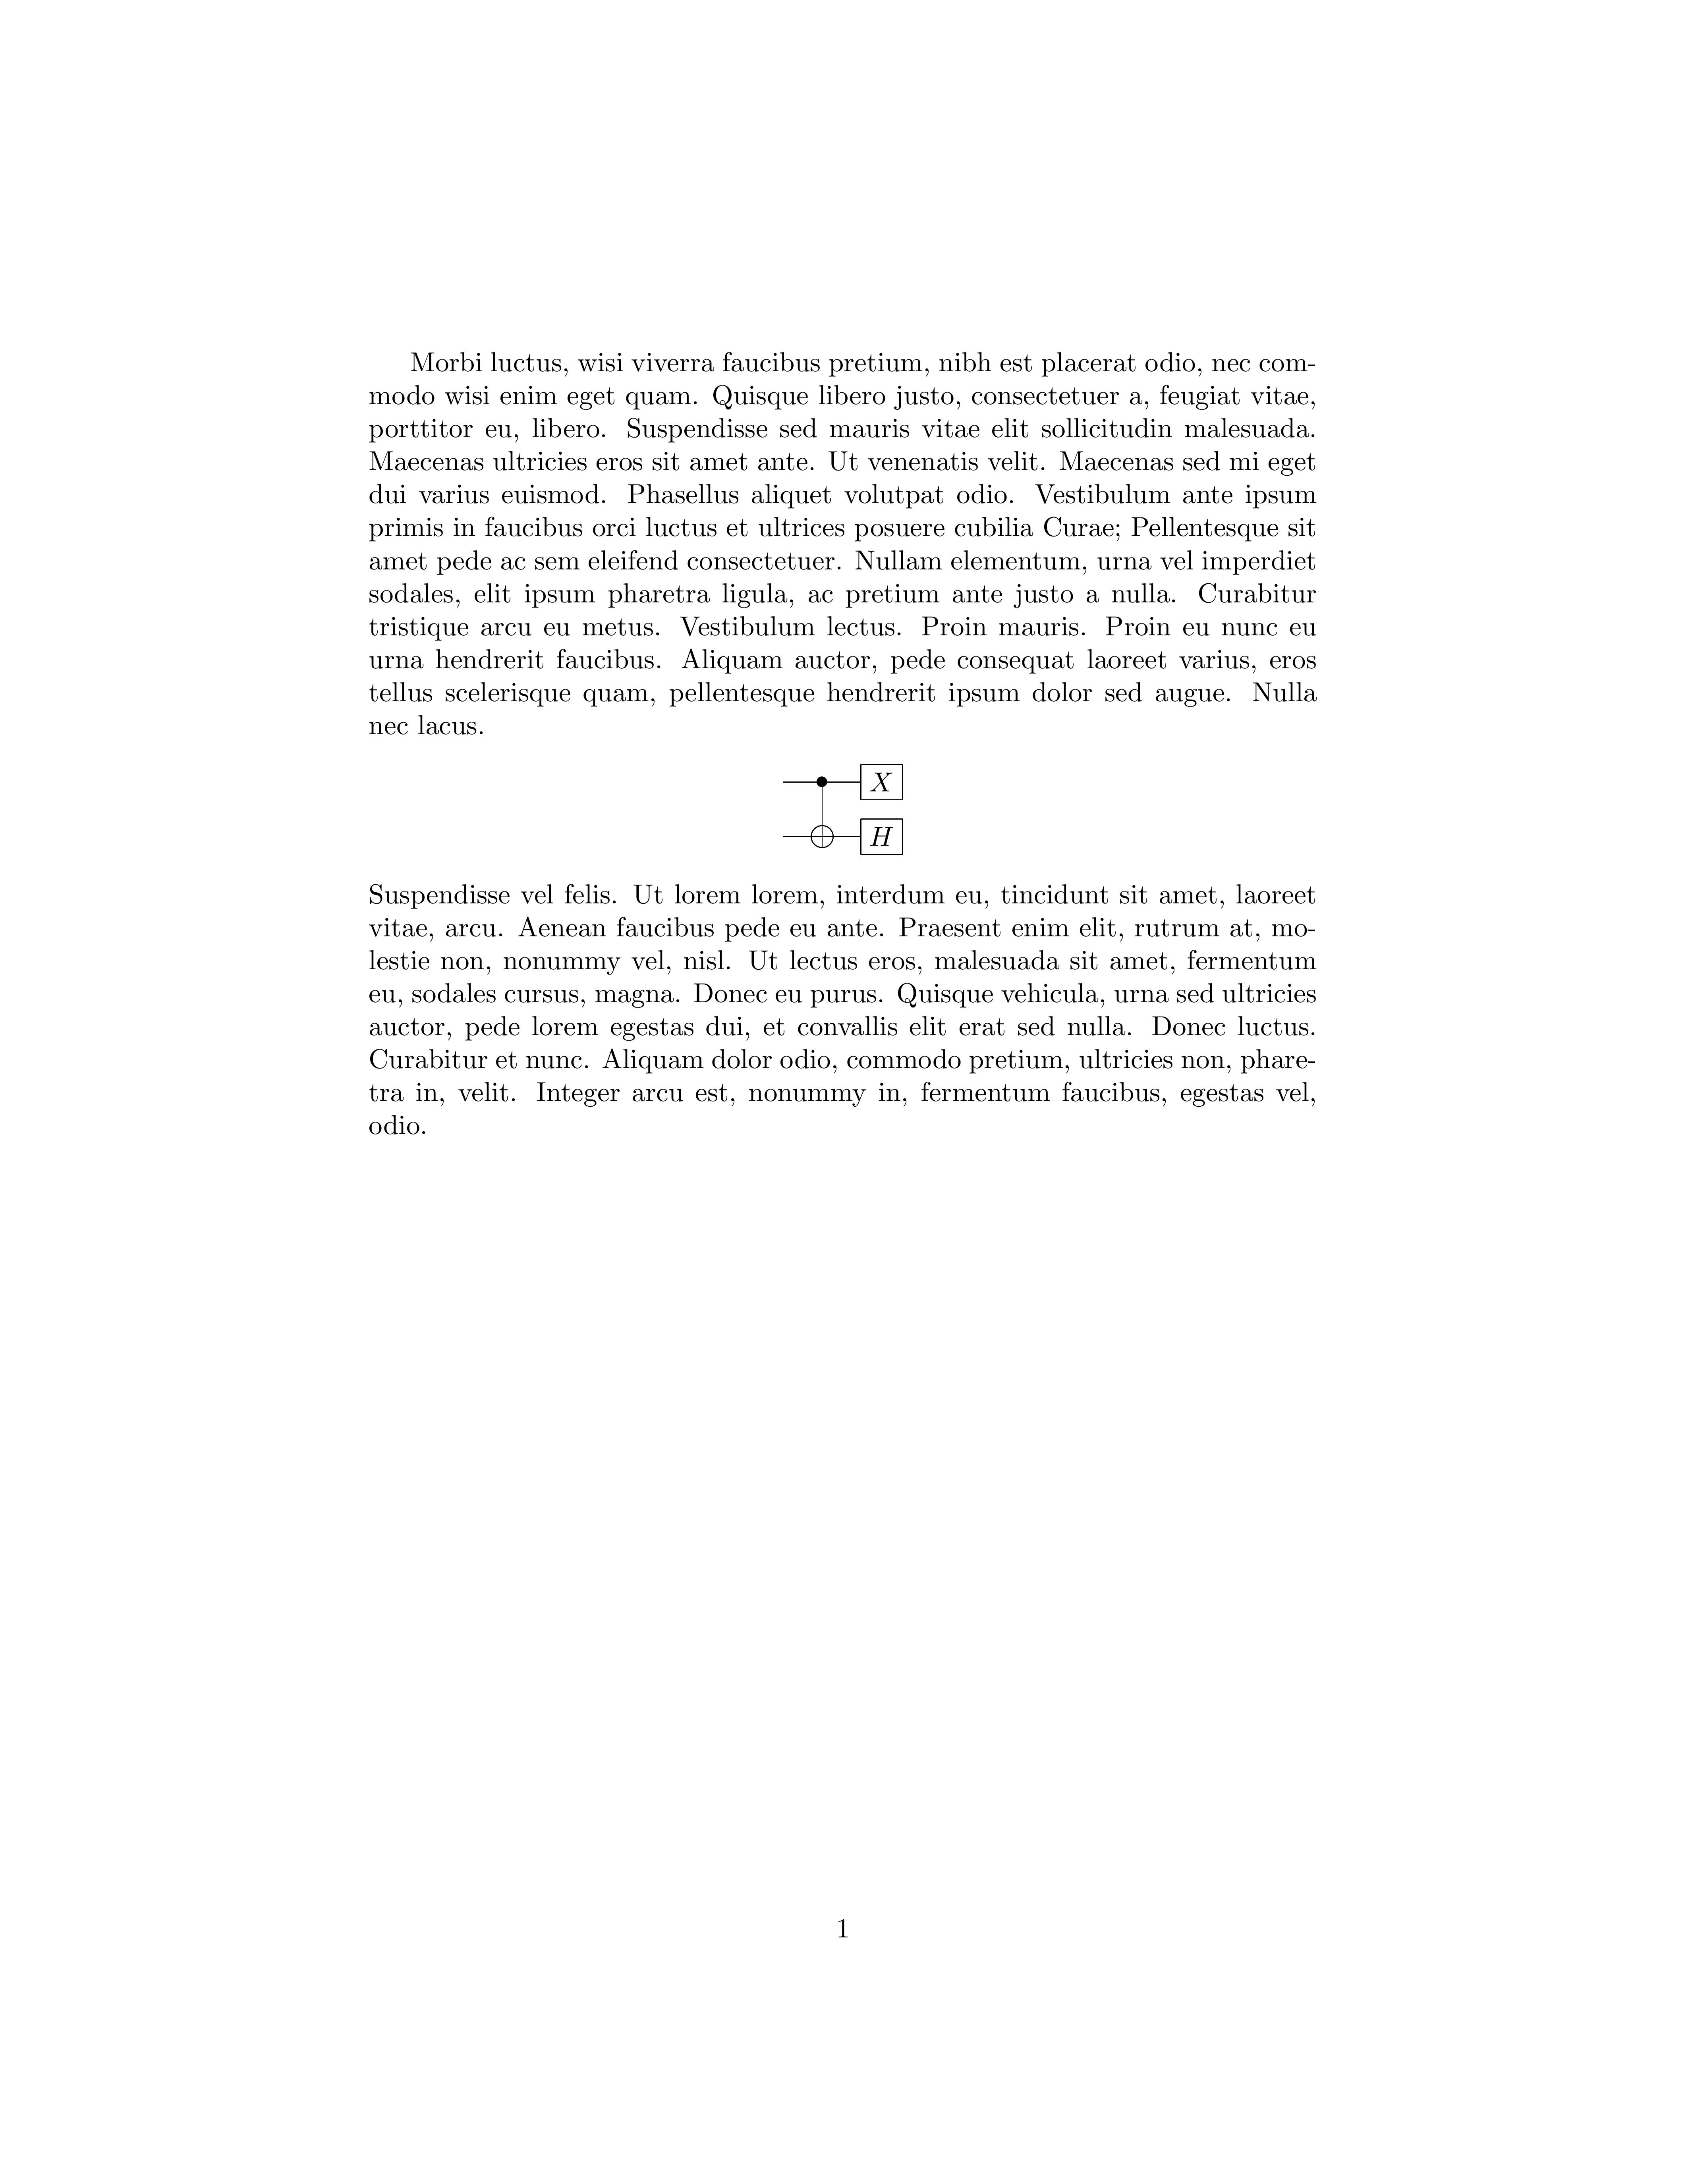 Morbi luctus, wisi viverra faucibus pretium, nibh est placerat odio, nec com-
modo wisi enim eget quam. Quisque libero justo, consectetuer a, feugiat vitae,
porttitor eu, libero. Suspendisse sed mauris vitae elit sollicitudin malesuada.
Maecenas ultricies eros sit amet ante. Ut venenatis velit. Maecenas sed mi eget
dui varius euismod. Phasellus aliquet volutpat odio. Vestibulum ante ipsum
primis in faucibus orci luctus et ultrices posuere cubilia Curae; Pellentesque sit
amet pede ac sem eleifend consectetuer. Nullam elementum, urna vel imperdiet
sodales, elit ipsum pharetra ligula, ac pretium ante justo a nulla. Curabitur
tristique arcu eu metus. Vestibulum lectus. Proin mauris. Proin eu nunc eu
urna hendrerit faucibus. Aliquam auctor, pede consequat laoreet varius, eros
tellus scelerisque quam, pellentesque hendrerit ipsum dolor sed augue. Nulla
nec lacus.
X
H
Suspendisse vel felis. Ut lorem lorem, interdum eu, tincidunt sit amet, laoreet
vitae, arcu. Aenean faucibus pede eu ante. Praesent enim elit, rutrum at, mo-
lestie non, nonummy vel, nisl. Ut lectus eros, malesuada sit amet, fermentum
eu, sodales cursus, magna. Donec eu purus. Quisque vehicula, urna sed ultricies
auctor, pede lorem egestas dui, et convallis elit erat sed nulla. Donec luctus.
Curabitur et nunc. Aliquam dolor odio, commodo pretium, ultricies non, phare-
tra in, velit. Integer arcu est, nonummy in, fermentum faucibus, egestas vel,
odio.
1